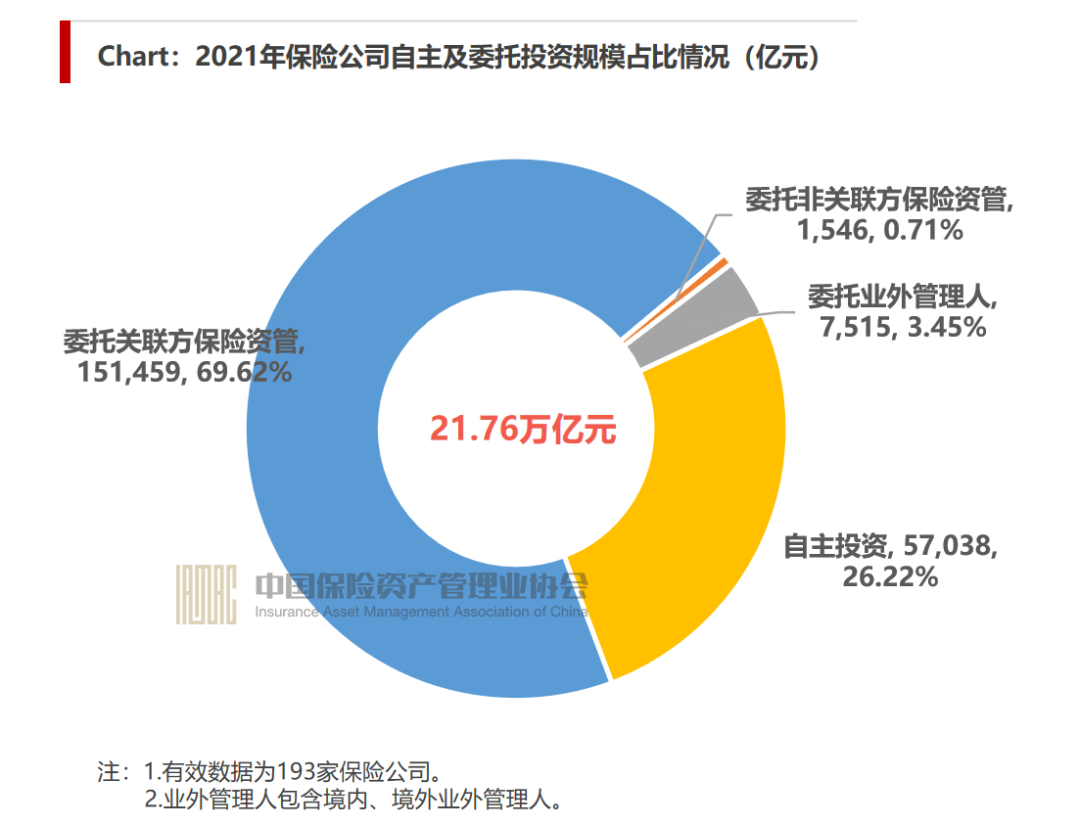 Chart：2021年保险公司自主及委托投资规模占比情况（亿元）
委托非关联方保险资管,
1,546, 0.71%
委托业外管理人,
7,515, 3.45%
委托关联方保险资管,
151,459, 69.62%
21.76万亿元
自主投资, 57,038,
26.22%
IAMAC
中国保险资产管理业协会
Insurance Asset Management Association of China
注：1.有效数据为193家保险公司。
2.业外管理人包含境内、境外业外管理人。